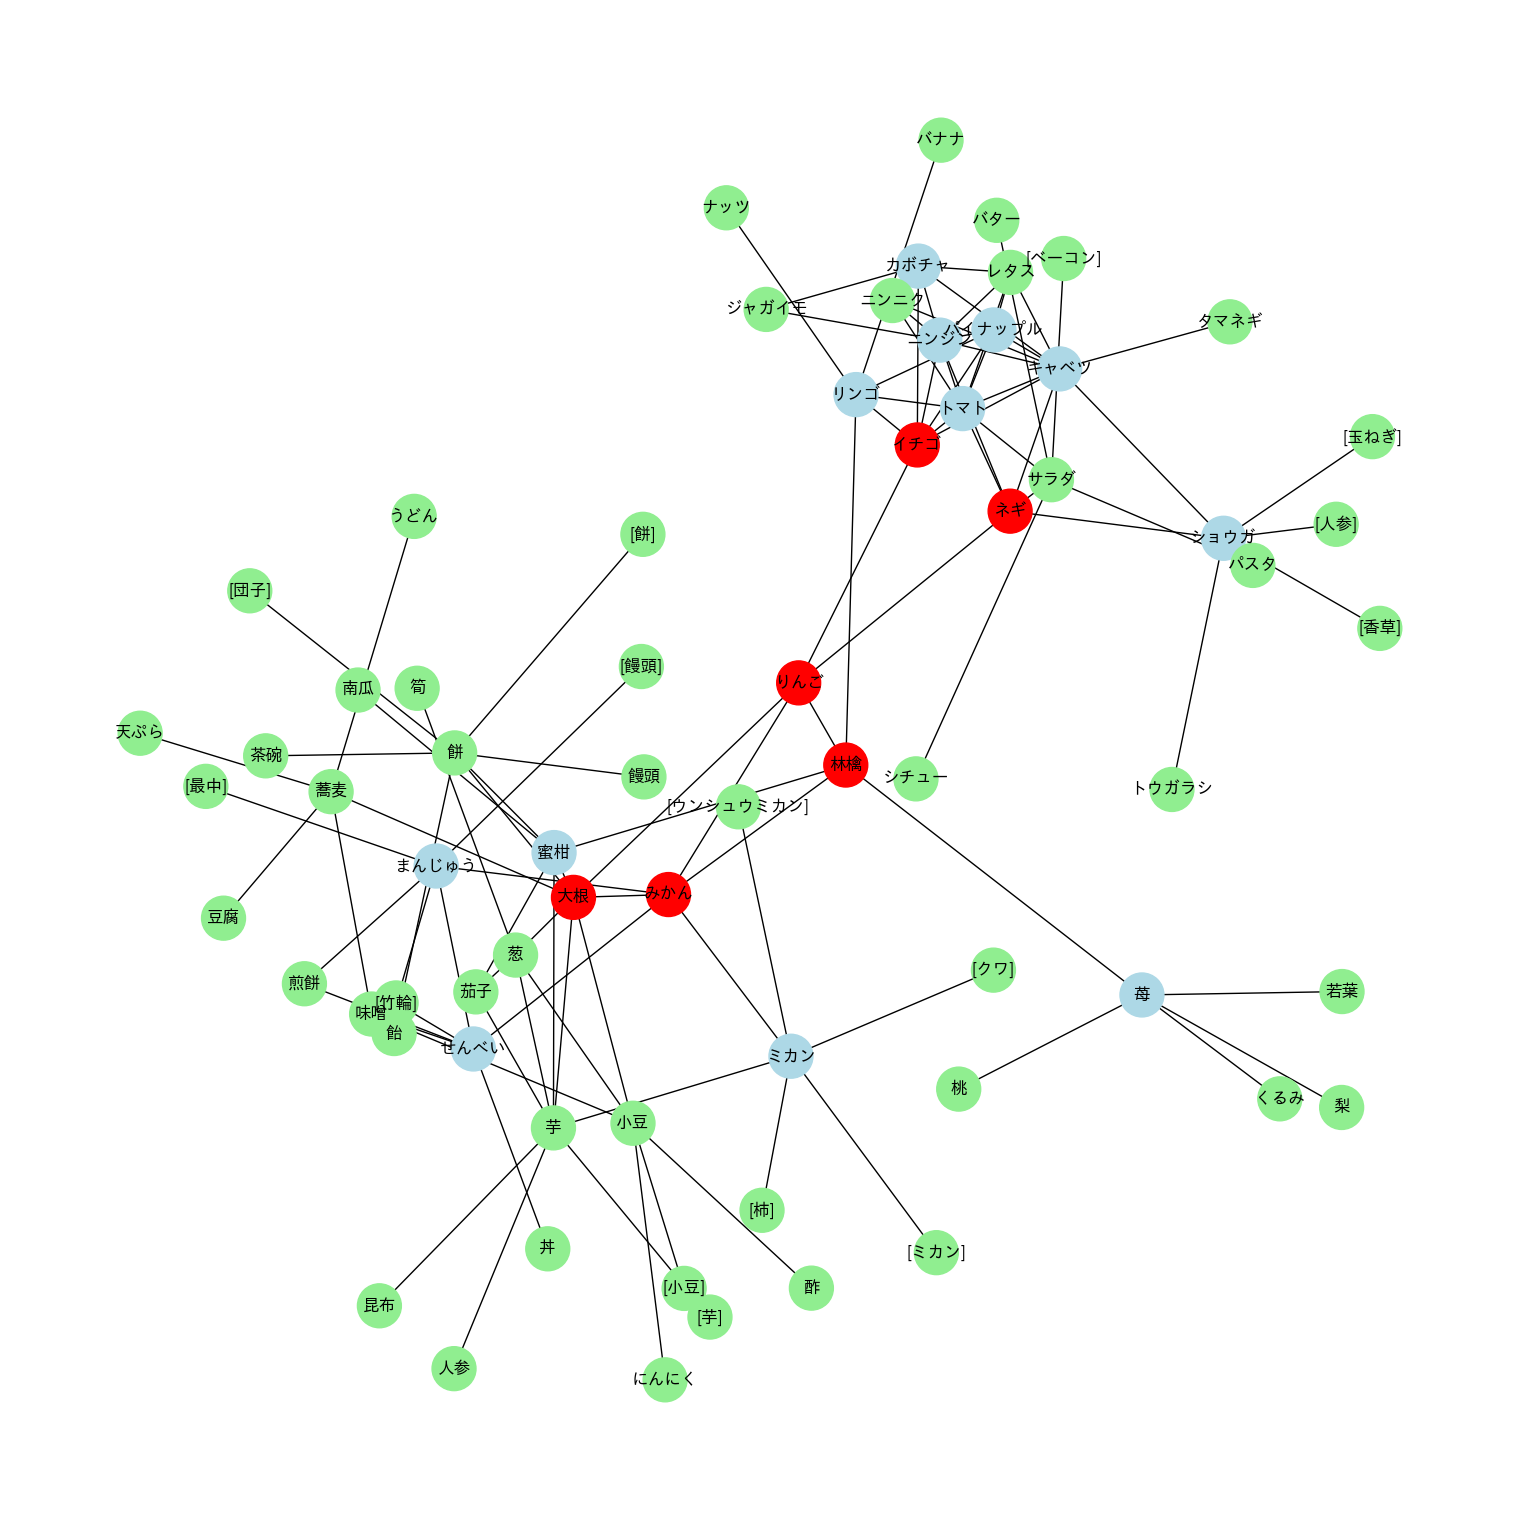 バナナ
ナッツ
バター
[ベーコン]
カボチャ
レタス
ニンニク
ジャガイモ
タマネギ
パイナップル
ニンジン
キャベツ
リンゴ
トマト
イチゴ
[玉ねぎ]
サラダ
ネギ
うどん
[餅]
[人参]
ショウガ
パスタ
[団子]
[香草]
[饅頭]
りんご
南瓜
筍
天ぷら
餅
茶碗
林檎
饅頭
シチュー
[最中]
トウガラシ
蕎麦
[ウンシュウミカン]
蜜柑
まんじゅう
大根
みかん
豆腐
葱
[クワ]
煎餅
茄子
若葉
苺
[竹輪]
味噌
飴
せんべい
ミカン
桃
くるみ
梨
小豆
芋
[柿]
丼
[ミカン]
[小豆]
酢
昆布
[芋]
人参
にんにく